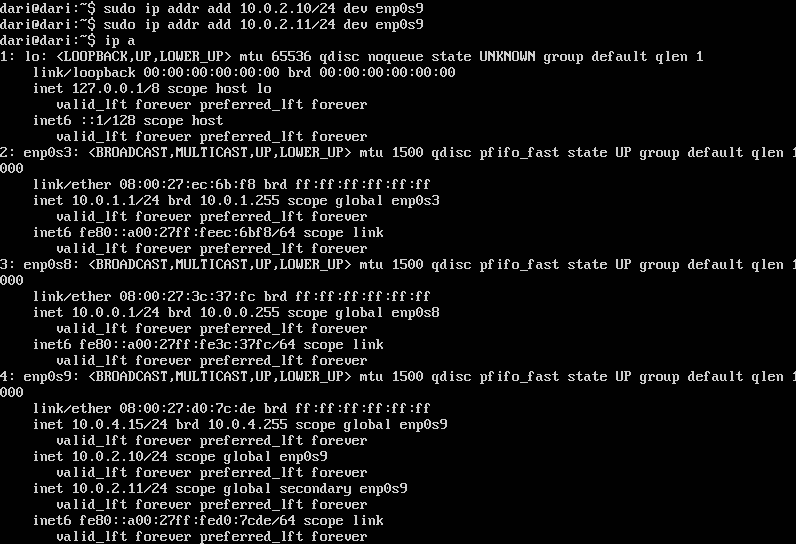 dari@dari:~$ sudo ip addr add 10.0.2.10/24 dev enp0s9
dari@dari:~$ sudo ip addr add 10.0.2.11/24 dev enp0s9
dari@dari:~$ ip a
1: lo: <LOOPBACK,UP,LOWER_UP> mtu 65536 qdisc noqueue state UNKNOWN group default qlen 1
    link/loopback 00:00:00:00:00:00 brd 00:00:00:00:00:00
    inet 127.0.0.1/8 scope host lo
       valid_lft forever preferred_lft forever
    inet6 ::1/128 scope host
       valid_lft forever preferred_lft forever
2: enp0s3: <BROADCAST,MULTICAST,UP,LOWER_UP> mtu 1500 qdisc pfifo_fast state UP group default qlen 1
000
    link/ether 08:00:27:ec:6b:f8 brd ff:ff:ff:ff:ff:ff
    inet 10.0.1.1/24 brd 10.0.1.255 scope global enp0s3
       valid_lft forever preferred_lft forever
    inet6 fe80::a00:27ff:feec:6bf8/64 scope link
       valid_lft forever preferred_lft forever
3: enp0s8: <BROADCAST,MULTICAST,UP,LOWER_UP> mtu 1500 qdisc pfifo_fast state UP group default qlen 1
000
    link/ether 08:00:27:3c:37:fc brd ff:ff:ff:ff:ff:ff
    inet 10.0.0.1/24 brd 10.0.0.255 scope global enp0s8
       valid_lft forever preferred_lft forever
    inet6 fe80::a00:27ff:fe3c:37fc/64 scope link
       valid_lft forever preferred_lft forever
4: enp0s9: <BROADCAST,MULTICAST,UP,LOWER_UP> mtu 1500 qdisc pfifo_fast state UP group default qlen 1
000
    link/ether 08:00:27:d0:7c:de brd ff:ff:ff:ff:ff:ff
    inet 10.0.4.15/24 brd 10.0.4.255 scope global enp0s9
       valid_lft forever preferred_lft forever
    inet 10.0.2.10/24 scope global enp0s9
       valid_lft forever preferred_lft forever
    inet 10.0.2.11/24 scope global secondary enp0s9
       valid_lft forever preferred_lft forever
    inet6 fe80::a00:27ff:fed0:7cde/64 scope link
       valid_lft forever preferred_lft forever